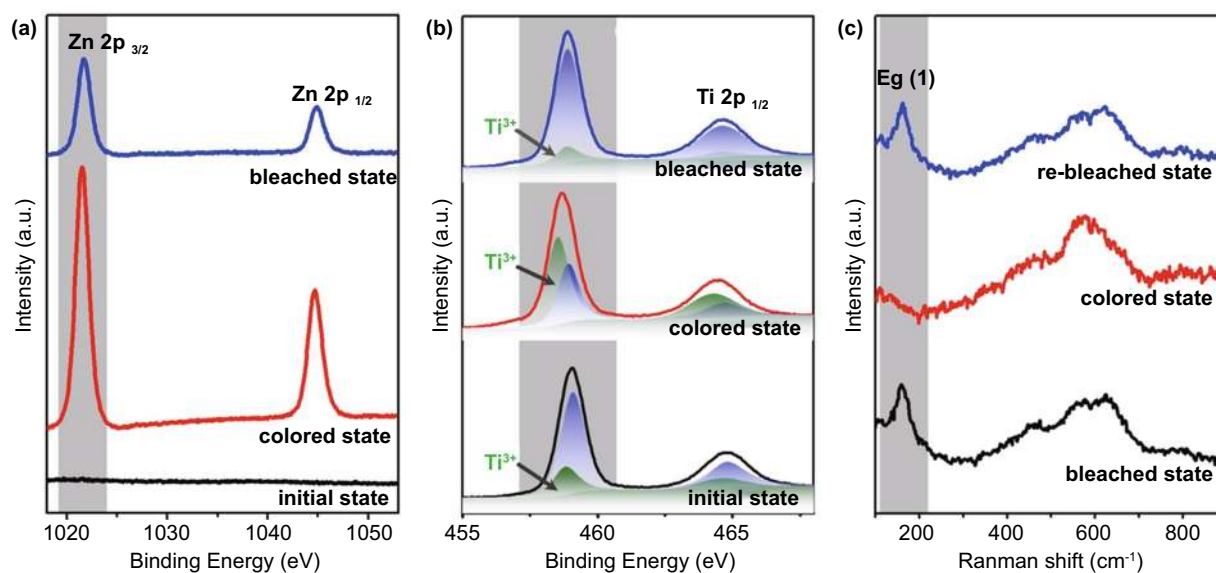 (a)
Zn 2p 3/2
Zn 2p 1/2
bleached state
colored state
initial state
Intensity (a.u.)
1020 1030 1040 1050
Binding Energy (eV)
(b)
Ti 2p 1/2
Ti3+
bleached state
Ti3+
colored state
Ti3+
initial state
Intensity (a.u.)
455 460 465
Binding Energy (eV)
(c)
Eg (1)
re-bleached state
colored state
bleached state
Intensity (a.u.)
200 400 600 800
Ranman shift (cm-1)